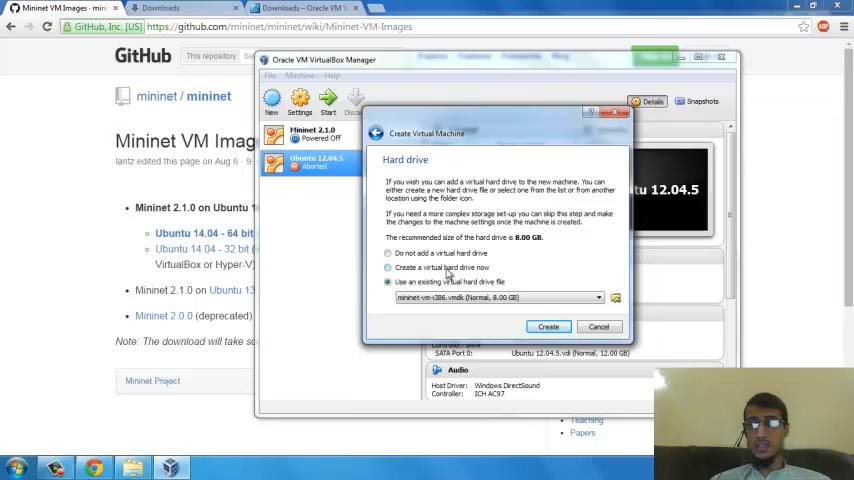 Mininet VM Images · mini
Downloads
Downloads – Oracle VM V
GitHub, Inc. [US]
https://github.com/mininet/mininet/wiki/Mininet-VM-Images
GitHub
This repository
Oracle VM VirtualBox Manager
File Machine Help
mininet / mininet
New
Settings
Start
Details
Snapshots
Mininet 2.1.0
Powered Off
Ubuntu 12.04.5
Aborted
Create Virtual Machine
Mininet VM Imag
lantz edited this page on Aug 6 · 9
Hard drive
If you wish you can add a virtual hard drive to the new machine. You can
either create a new hard drive file or select one from the list or from another
location using the folder icon.
If you need a more complex storage set-up you can skip this step and make
the changes to the machine settings once the machine is created.
The recommended size of the hard drive is 8.00 GB.
Do not add a virtual hard drive
Create a virtual hard drive now
Use an existing virtual hard drive file
mininet-vm-i386.vmdk (Normal, 8.00 GB)
Create
Cancel
tu 12.04.5
Mininet 2.1.0 on Ubuntu 1
Ubuntu 14.04 - 64 bit
Ubuntu 14.04 - 32 bit (
VirtualBox or Hyper-V)
Mininet 2.1.0 on Ubuntu 13
Mininet 2.0.0 (deprecated)
Note: The download will take so
Mininet Project
SATA Port 0:
Ubuntu 12.04.5.vdi (Normal, 12.00 GB)
Audio
Host Driver:
Windows DirectSound
Controller:
ICH AC97
Teaching
Papers